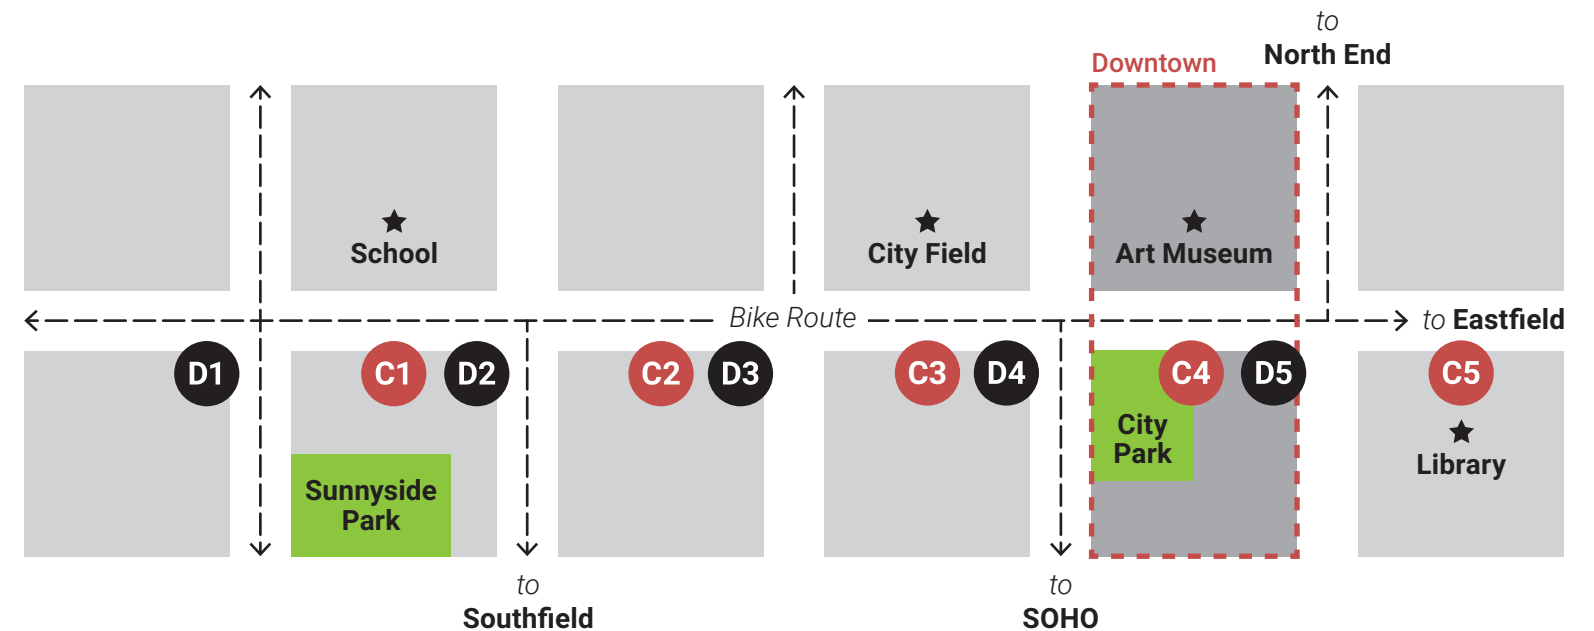 to
North End
Downtown
School
City Field
Art Museum
Bike Route
to Eastfield
D1
C1
D2
C2
D3
C3
D4
C4
D5
C5
City
Park
Library
Sunnyside
Park
to
Southfield
to
SOHO